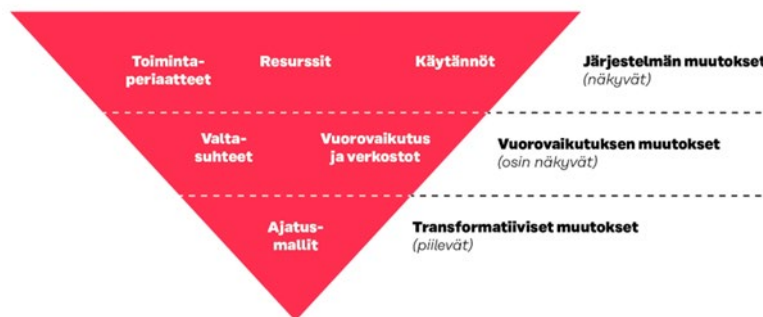 Toiminta-
periaatteet
Resurssit
Käytännöt
Järjestelmän muutokset
(näkyvät)
Valta-
suhteet
Vuorovaikutus
ja verkostot
Vuorovaikutuksen muutokset
(osin näkyvät)
Ajatus-
mallit
Transformatiiviset muutokset
(piilevät)